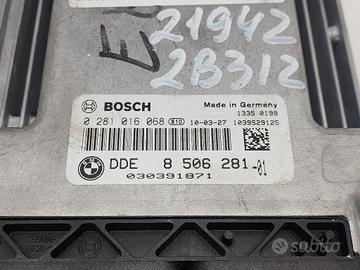 21942
2B312
BOSCH
Made in Germany
1335 0199
0 281 016 068 E1D 10-03-27 1039S29125
DDE 8 506 281-01
030391871
subito